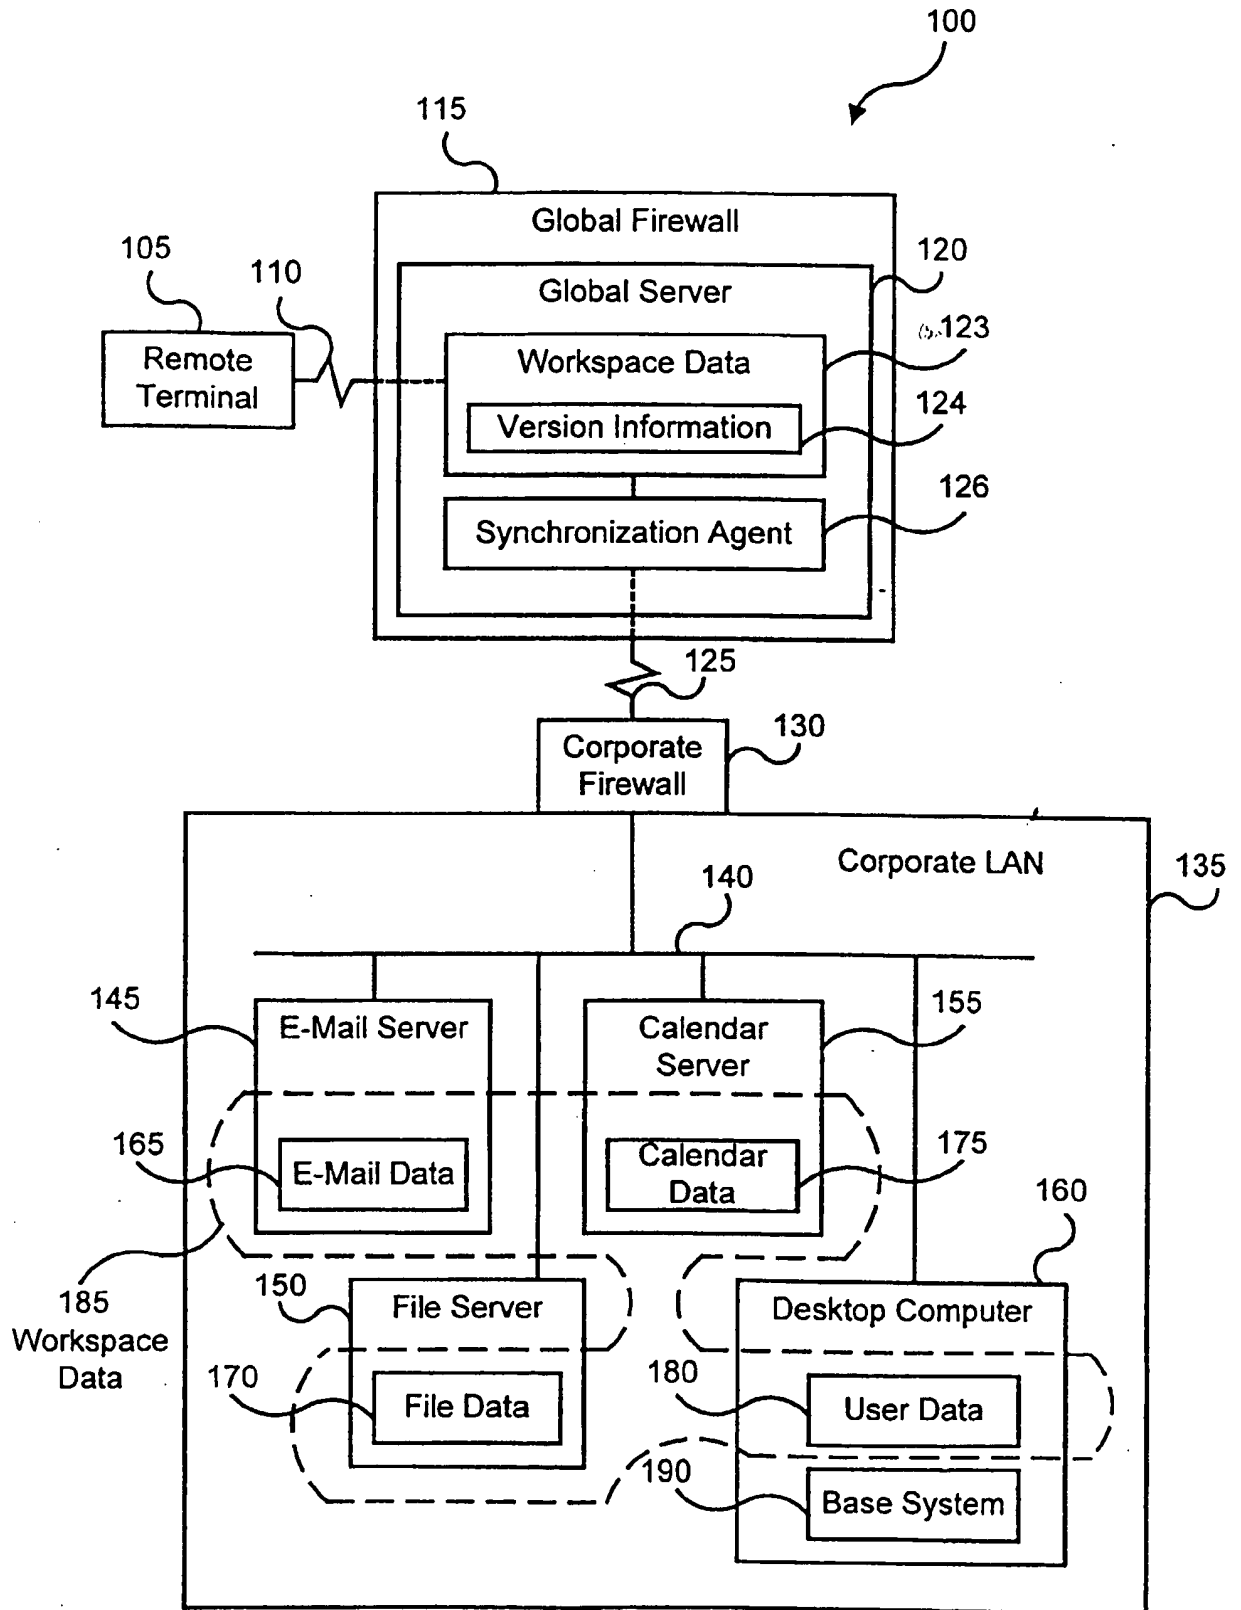 100
115
Global Firewall
105
110
120
Global Server
123
Remote
Terminal
Workspace Data
124
Version Information
126
Synchronization Agent
125
130
Corporate
Firewall
Corporate LAN
135
140
145
E-Mail Server
Calendar
Server
155
165
E-Mail Data
Calendar
Data
175
160
185
Workspace
Data
150
File Server
Desktop Computer
170
File Data
180
User Data
190
Base System